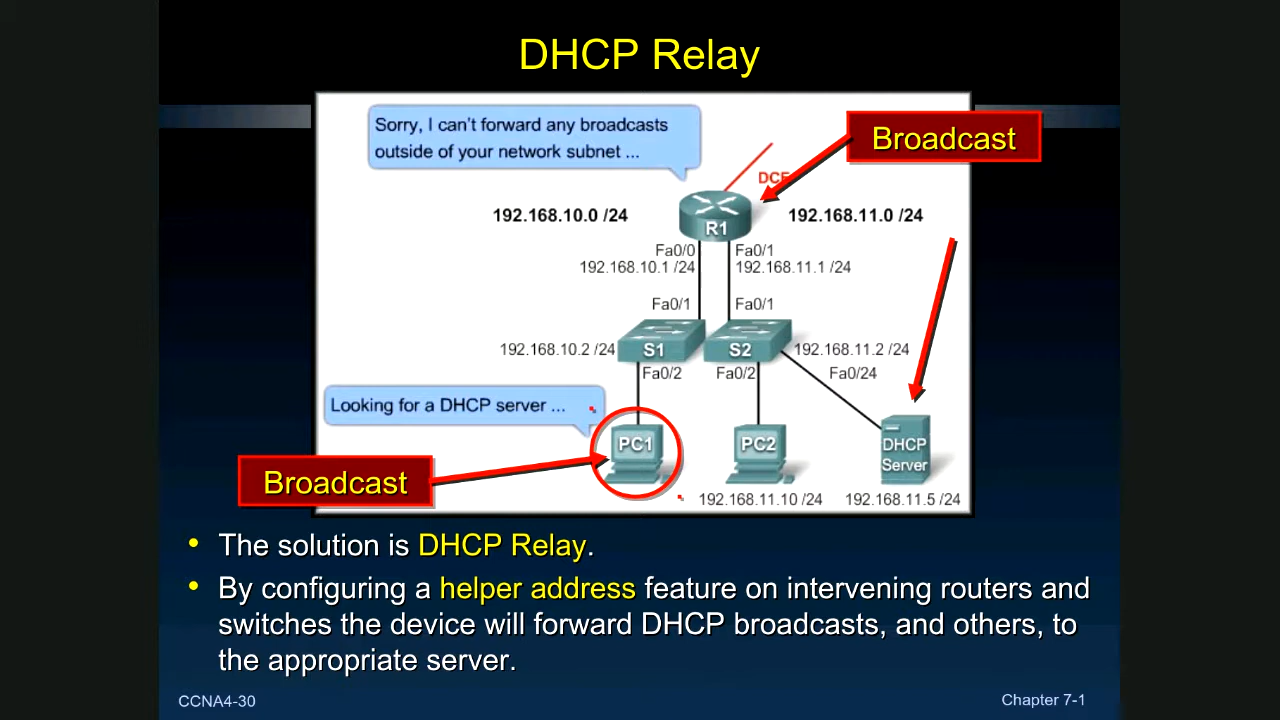 DHCP Relay
Sorry, I can't forward any broadcasts
outside of your network subnet ...
Broadcast
DCE
192.168.10.0 /24
192.168.11.0 /24
R1
Fa0/0
Fa0/1
192.168.10.1 /24
192.168.11.1 /24
Fa0/1
Fa0/1
192.168.10.2 /24
S1
S2
192.168.11.2 /24
Fa0/2
Fa0/2
Fa0/24
Looking for a DHCP server ...
PC1
PC2
DHCP
Server
Broadcast
192.168.11.10 /24
192.168.11.5 /24
• The solution is DHCP Relay.
• By configuring a helper address feature on intervening routers and
switches the device will forward DHCP broadcasts, and others, to
the appropriate server.
CCNA4-30
Chapter 7-1